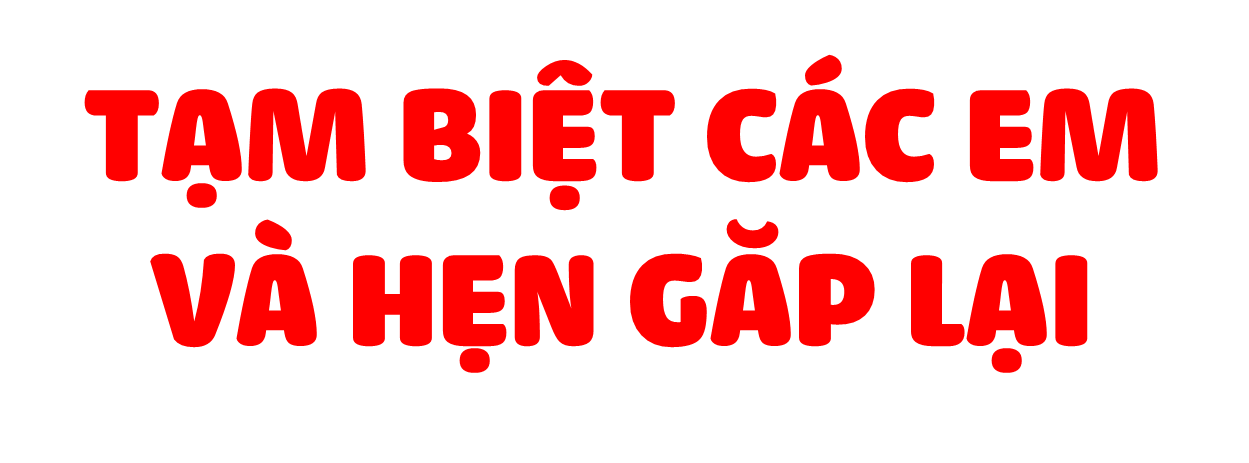 TẠM BIỆT CÁC EM
VÀ HẸN GĂP LẠI